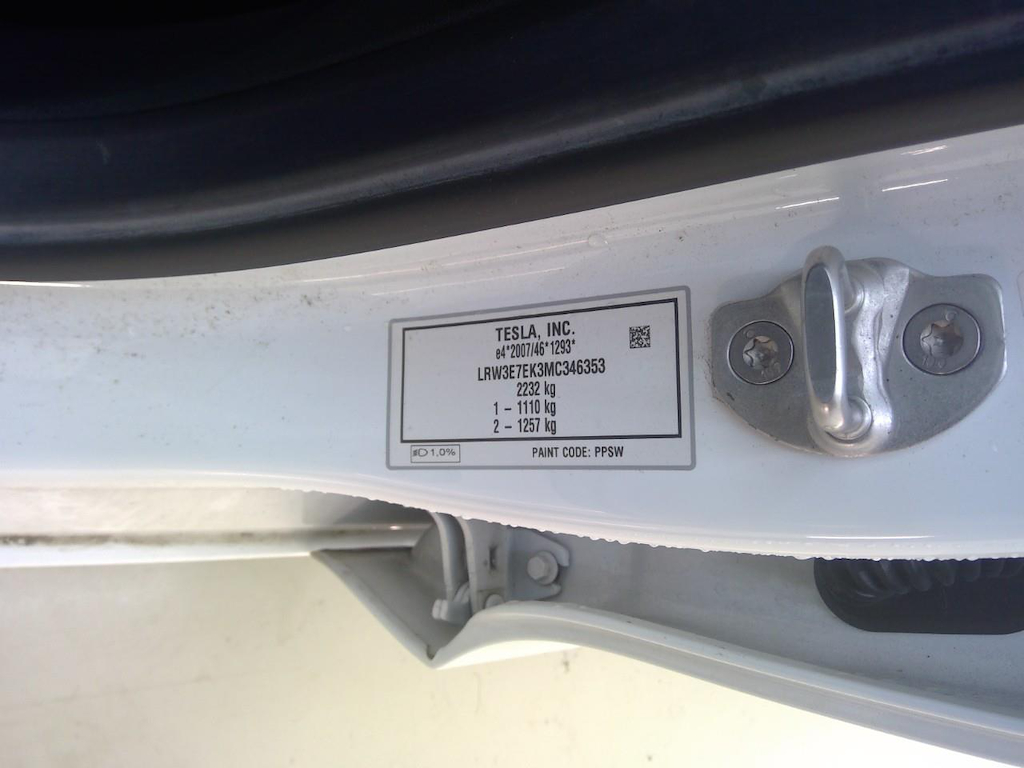 TESLA, INC.
e4*2007/46*1293*
LRW3E7EK3MC346353
2232 kg
1 – 1110 kg
2 – 1257 kg
1.0%
PAINT CODE: PPSW